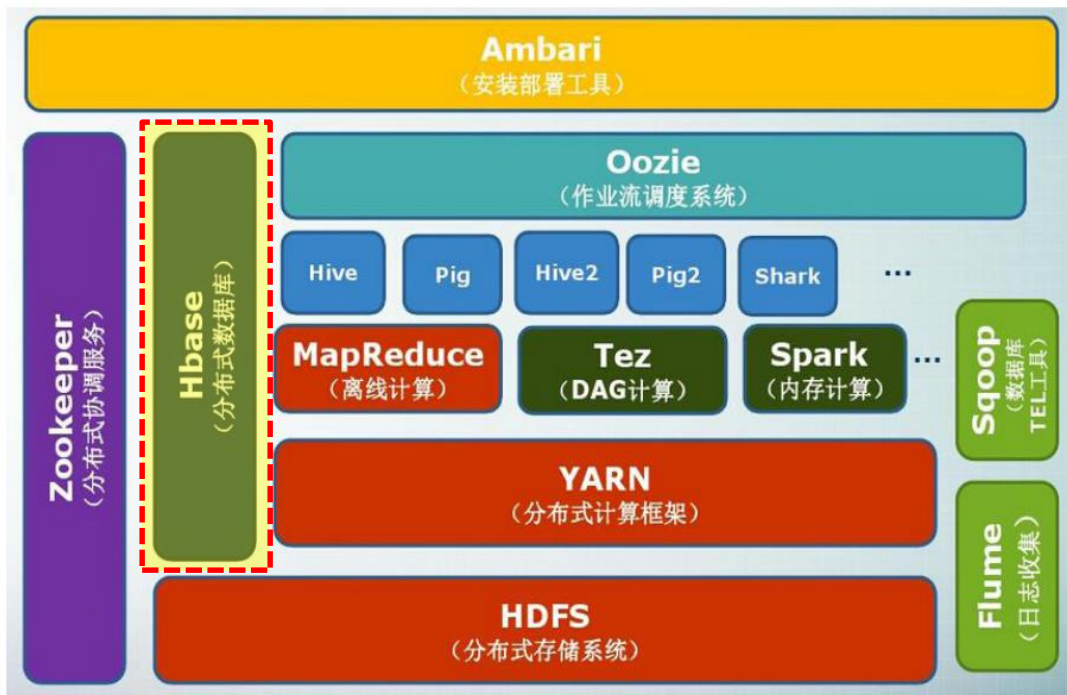 Ambari
（安装部署工具）
Zookeeper
（分布式协调服务）
Hbase
（分布式数据库）
Oozie
（作业流调度系统）
Hive
Pig
Hive2
Pig2
Shark
...
MapReduce
（离线计算）
Tez
（DAG计算）
Spark
（内存计算）
...
Sqoop
（数据库
TEL工具）
YARN
（分布式计算框架）
Flume
（日志收集）
HDFS
（分布式存储系统）